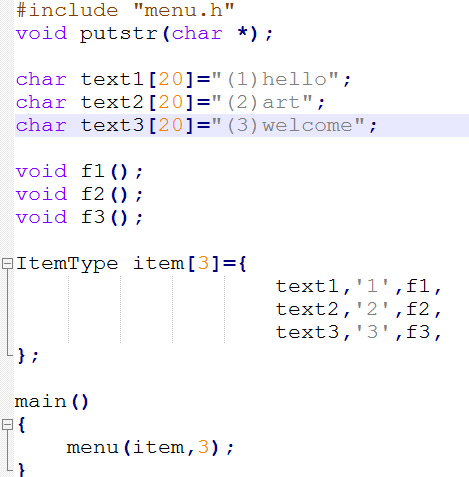 #include "menu.h"
void putstr(char *);
char text1[20]="(1)hello";
char text2[20]="(2)art";
char text3[20]="(3)welcome";
void f1();
void f2();
void f3();
ItemType item[3]={
text1,'1',f1,
text2,'2',f2,
text3,'3',f3,
};
main()
{
menu(item,3);
}